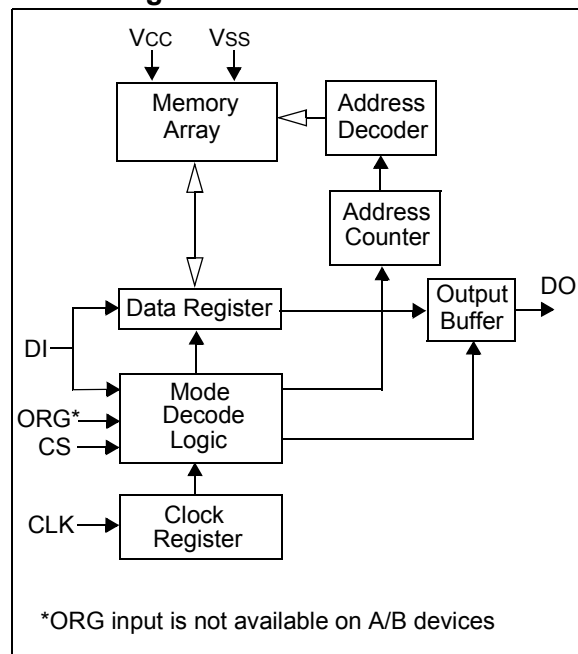 VCC VSS
Memory
Array
Address
Decoder
Address
Counter
Data Register
Output
Buffer
DO
DI
Mode
Decode
Logic
ORG*
CS
CLK
Clock
Register
*ORG input is not available on A/B devices